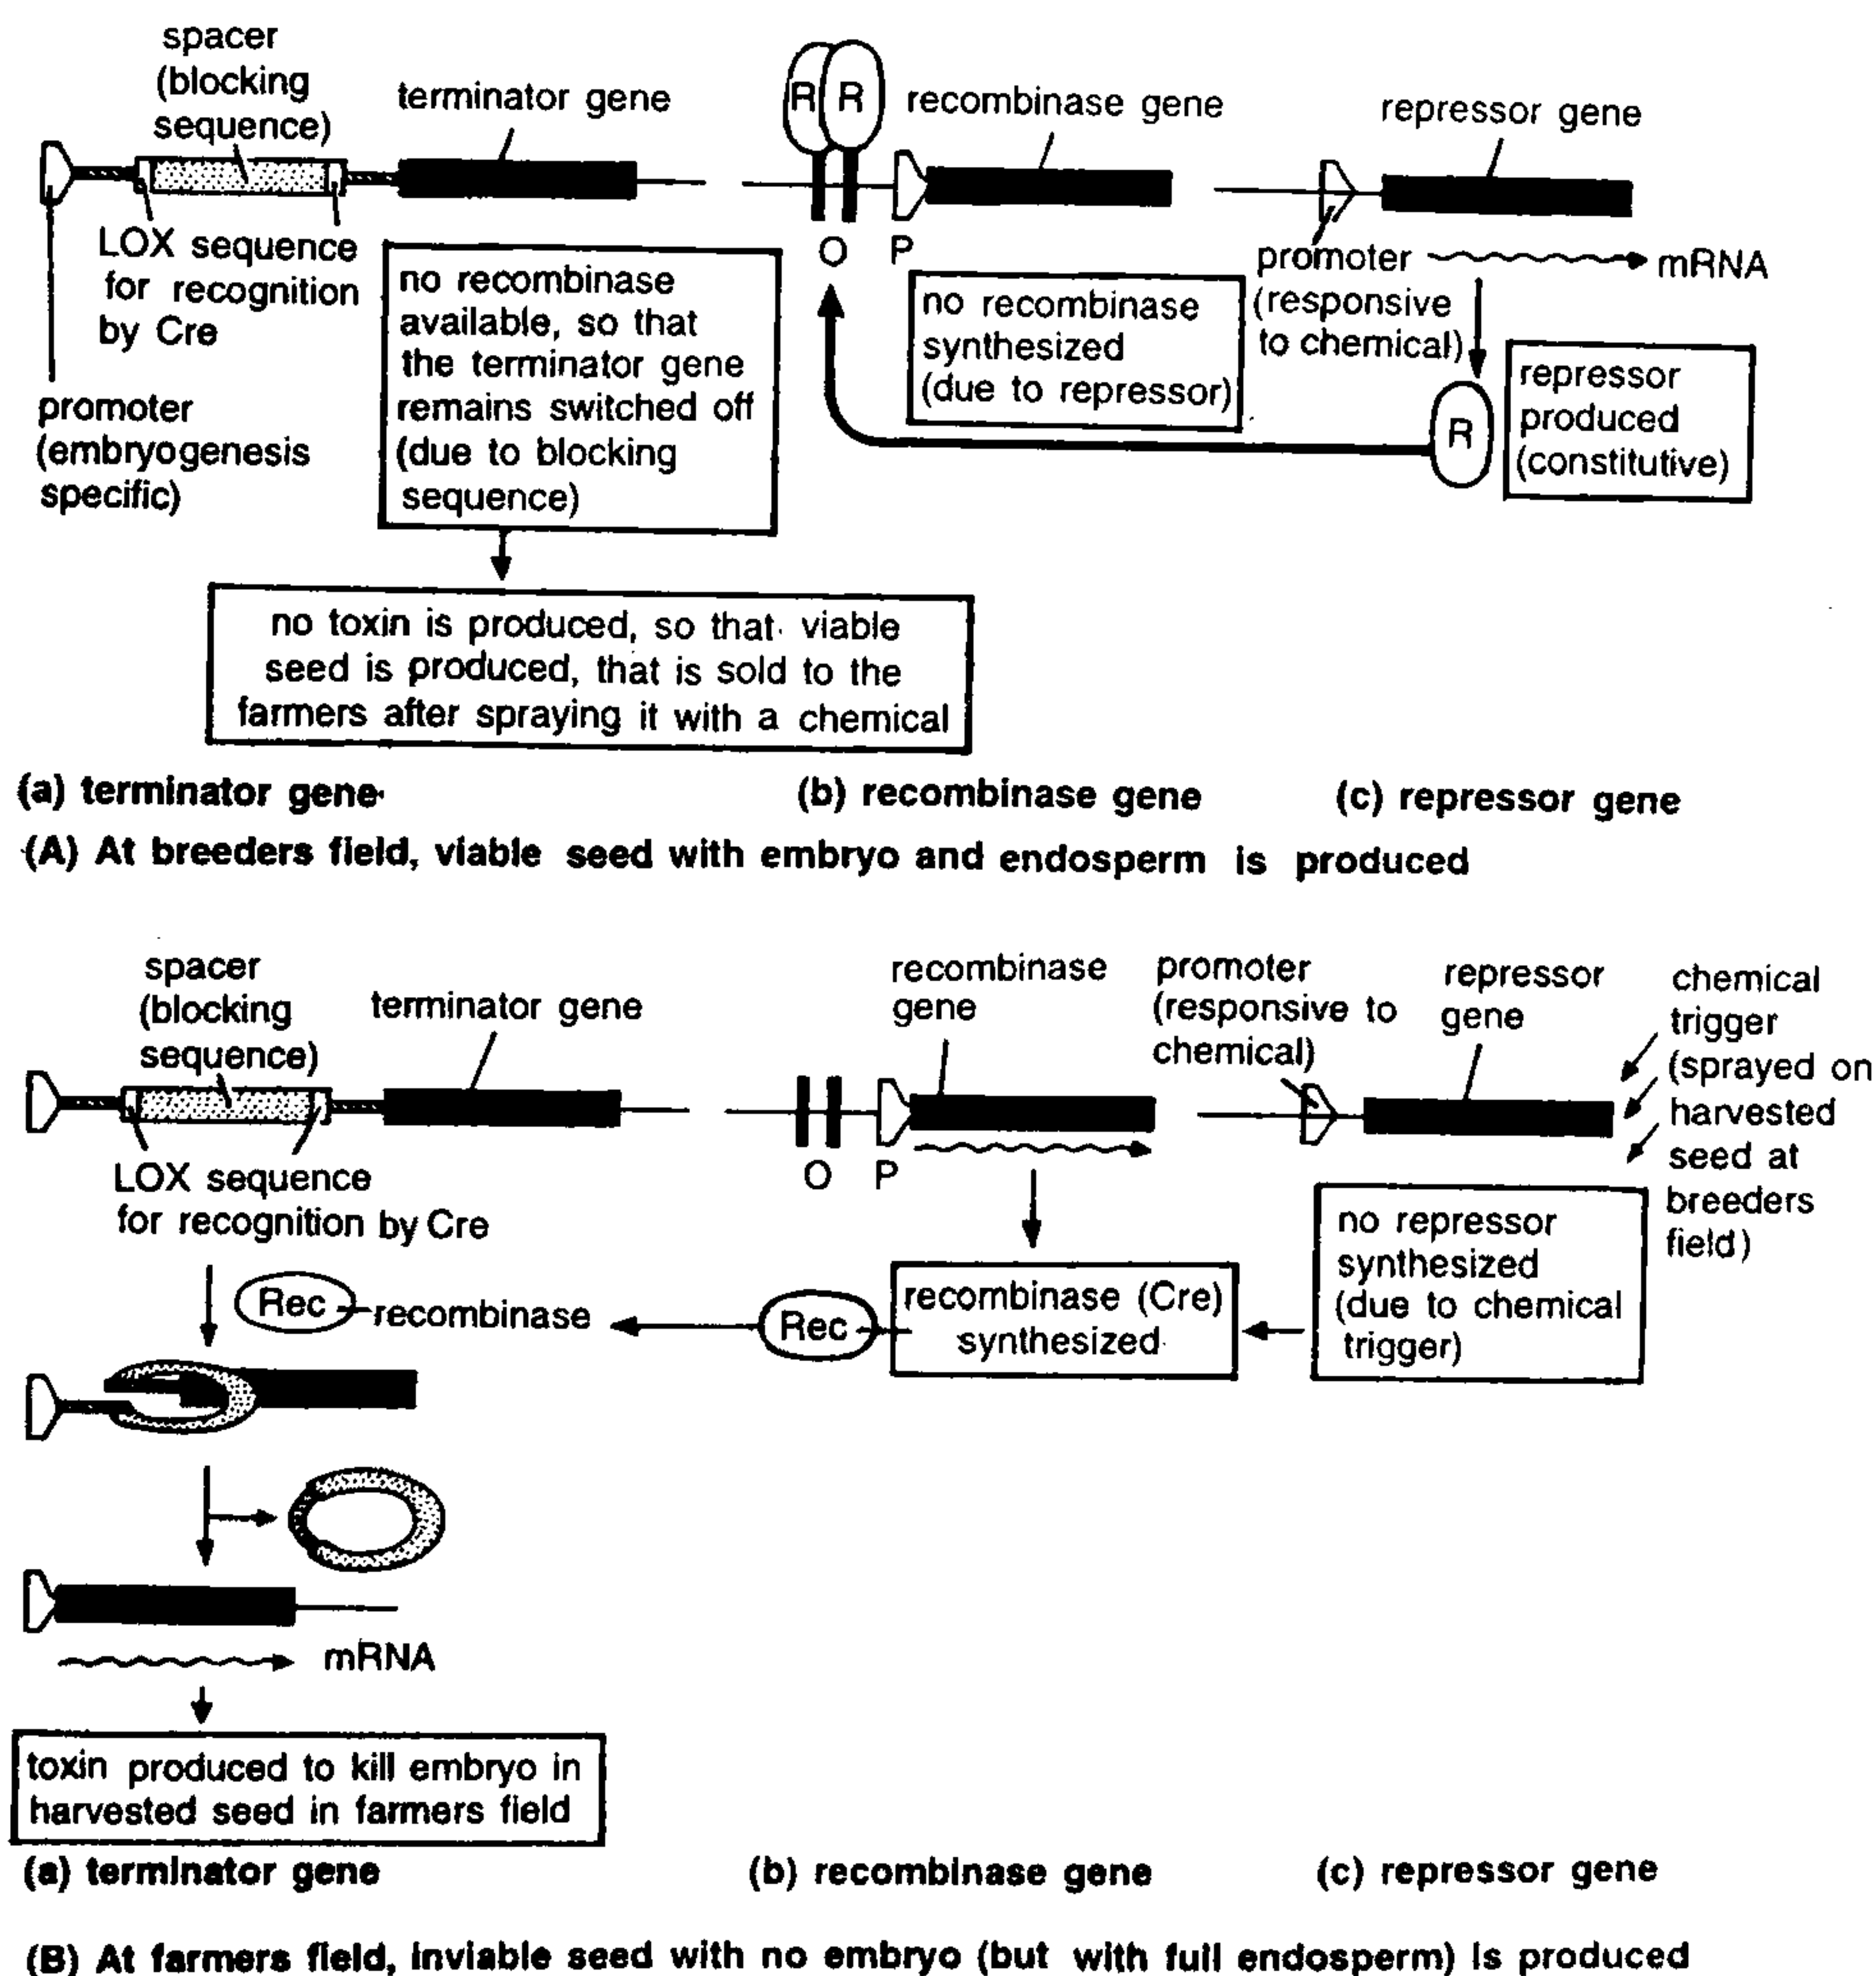 spacer
(blocking
sequence)
terminator gene
R R
recombinase gene
repressor gene
LOX sequence
for recognition
by Cre
promoter
(embryogenesis
specific)
no recombinase
available, so that
the terminator gene
remains switched off
(due to blocking
sequence)
O P
no recombinase
synthesized
(due to repressor)
promoter
(responsive
to chemical)
mRNA
R
repressor
produced
(constitutive)
no toxin is produced, so that viable
seed is produced, that is sold to the
farmers after spraying it with a chemical
(a) terminator gene
(b) recombinase gene
(c) repressor gene
(A) At breeders field, viable seed with embryo and endosperm is produced
spacer
(blocking
sequence)
terminator gene
recombinase
gene
promoter
(responsive to
chemical)
repressor
gene
chemical
trigger
(sprayed on
harvested
seed at
breeders
field)
LOX sequence
for recognition by Cre
O P
Rec recombinase
Rec
recombinase (Cre)
synthesized
no repressor
synthesized
(due to chemical
trigger)
mRNA
toxin produced to kill embryo in
harvested seed in farmers field
(a) terminator gene
(b) recombinase gene
(c) repressor gene
(B) At farmers field, inviable seed with no embryo (but with full endosperm) is produced